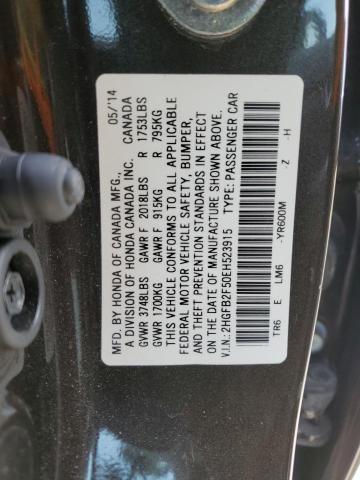 MFD. BY HONDA OF CANADA MFG., 05/'14
A DIVISION OF HONDA CANADA INC. CANADA
GVWR 3748LBS GAWR F 2018LBS R 1753LBS
GVWR 1700KG GAWR F 915KG R 795KG
THIS VEHICLE CONFORMS TO ALL APPLICABLE
FEDERAL MOTOR VEHICLE SAFETY, BUMPER,
AND THEFT PREVENTION STANDARDS IN EFFECT
ON THE DATE OF MANUFACTURE SHOWN ABOVE.
V.I.N.: 2HGFB2F50EH523915 TYPE: PASSENGER CAR
TR6 E LM6 -YR600M -Z -H